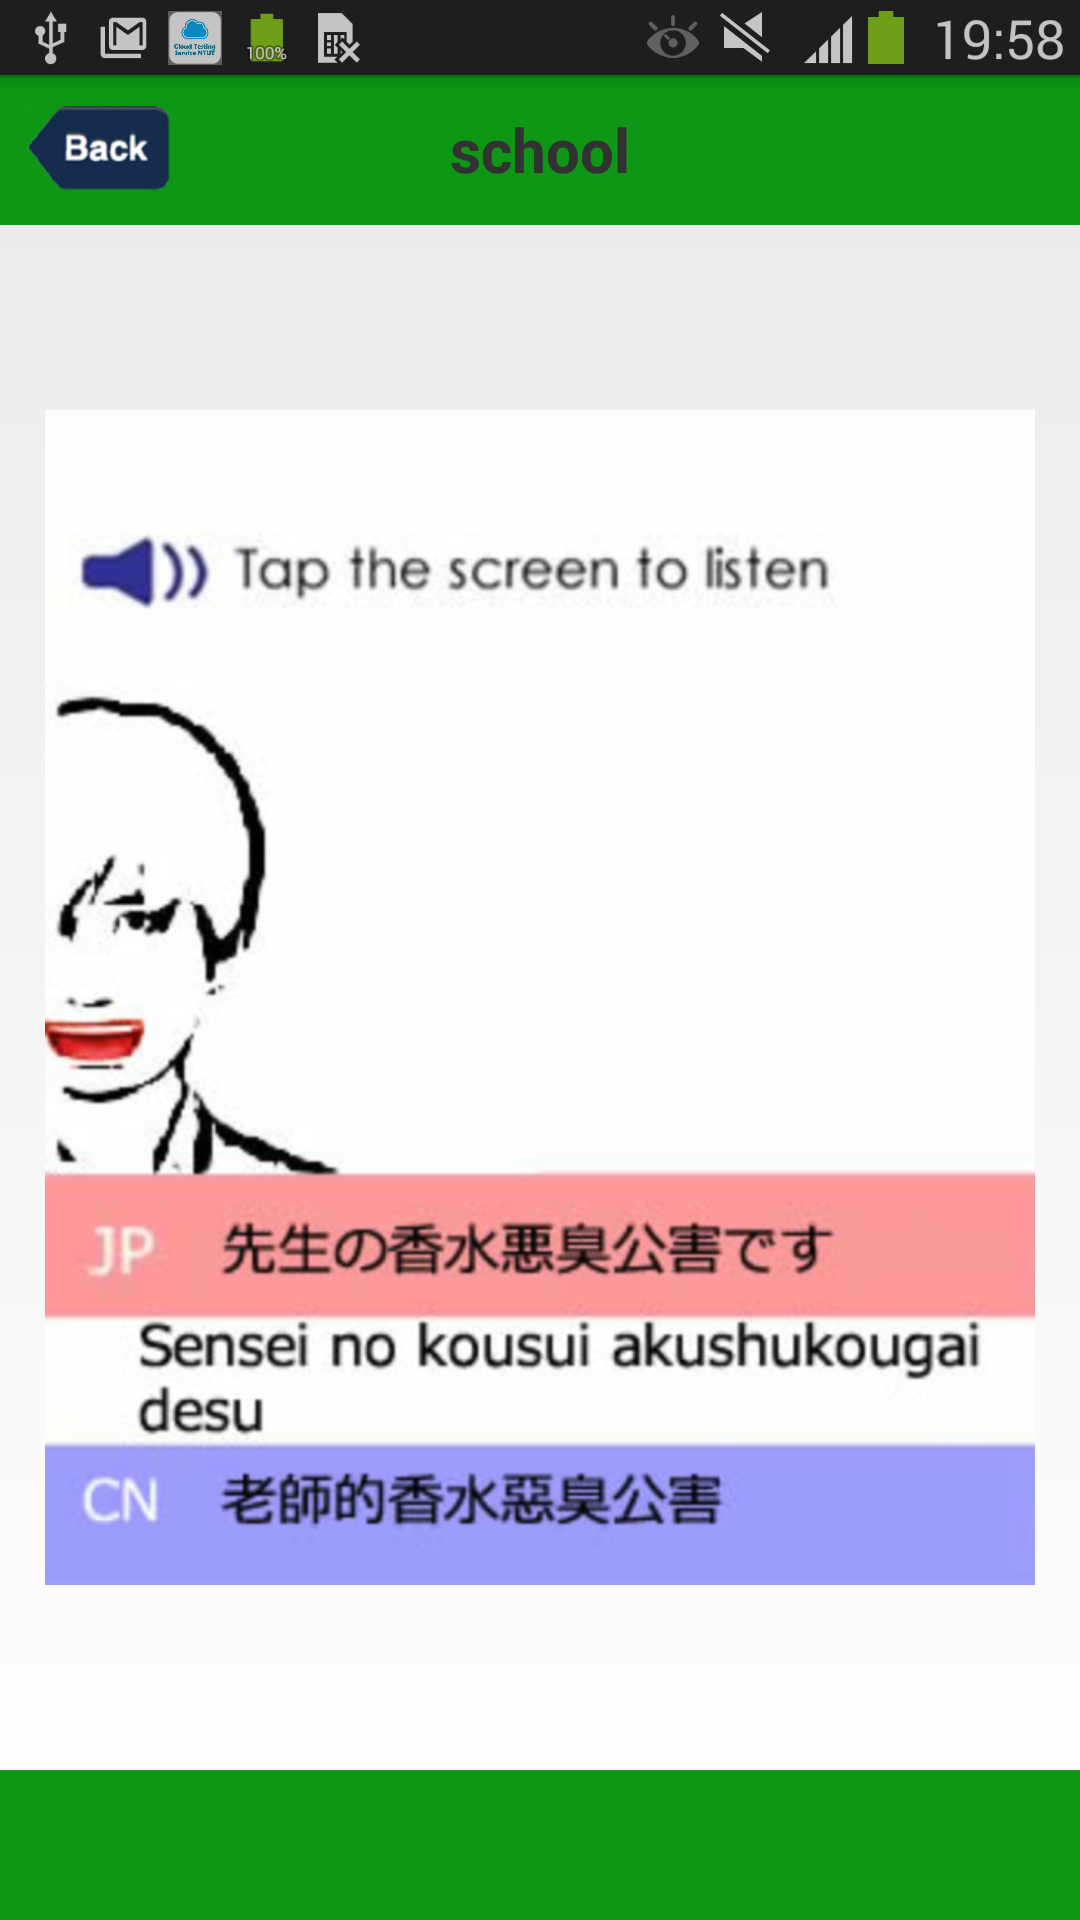 Cloud Testing
Service NTUT
100%
19:58
Back
school
Tap the screen to listen
JP 先生の香水悪臭公害です
Sensei no kousui akushukougai
desu
CN 老師的香水惡臭公害